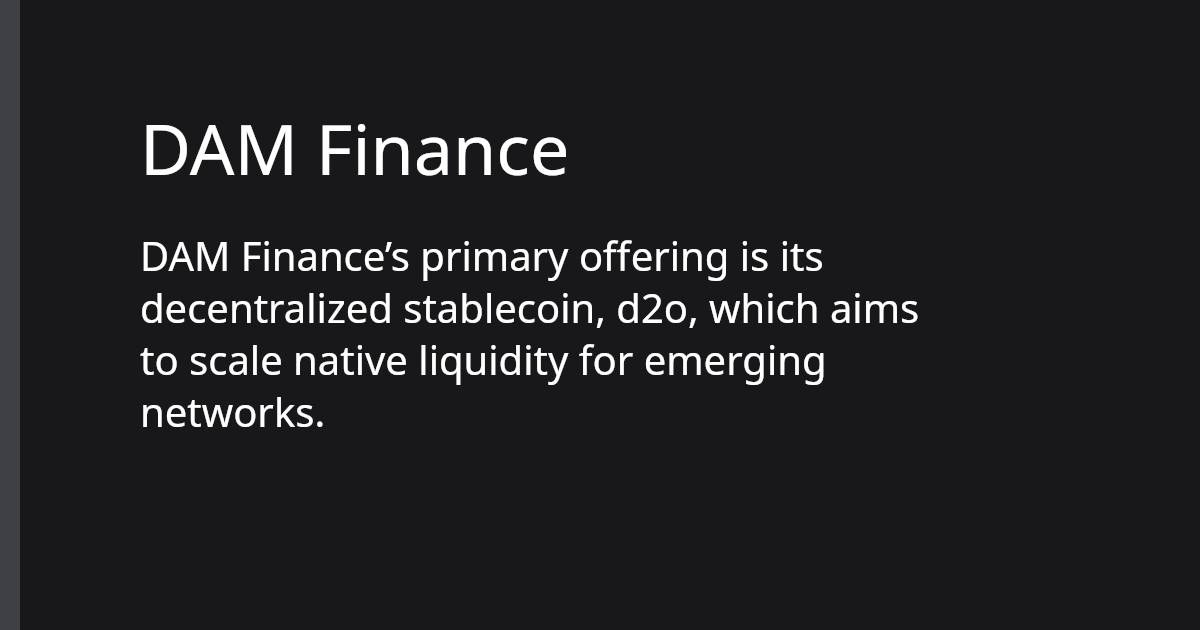 DAM Finance
DAM Finance’s primary offering is its
decentralized stablecoin, d2o, which aims
to scale native liquidity for emerging
networks.